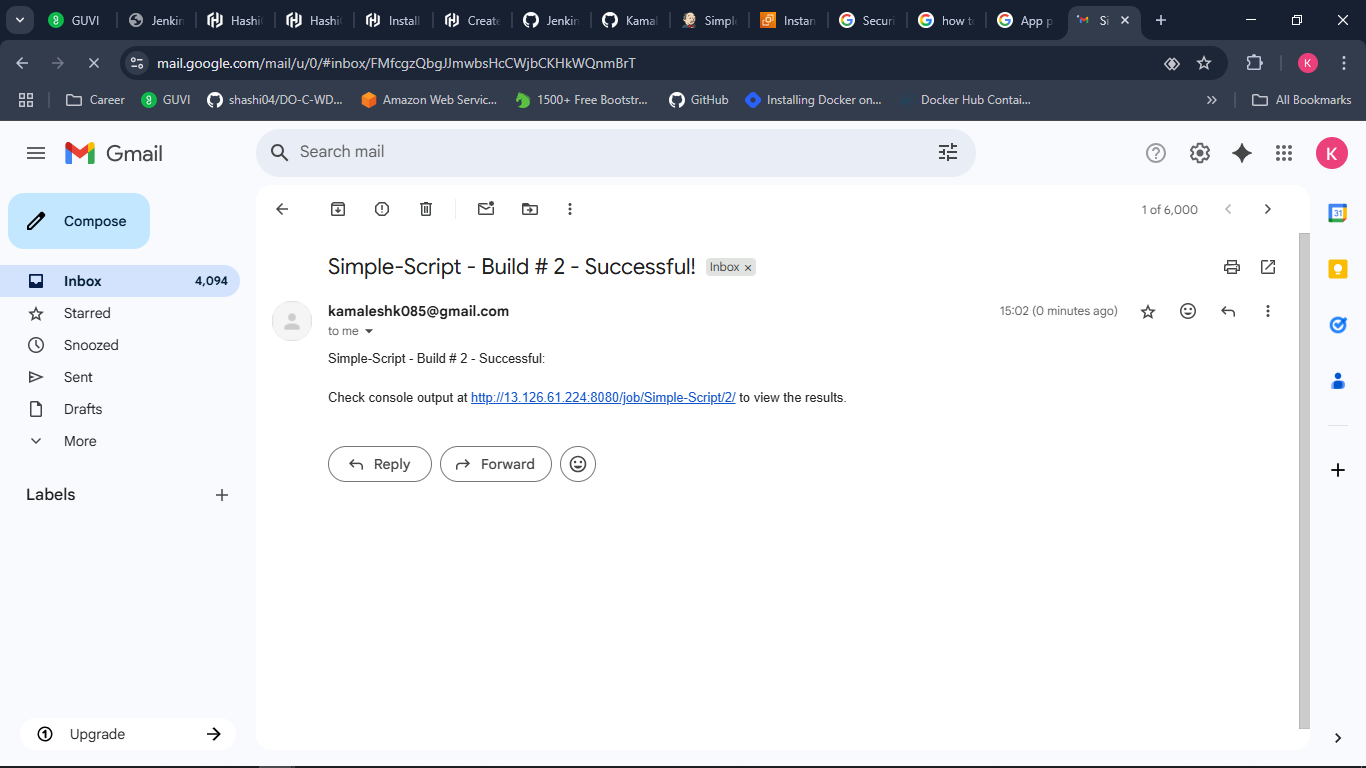 GUVI
Jenkin
HashiC
HashiC
Install
Create
Jenkin
Kamal
Simple
Instan
Securi
how to
App p
Si
mail.google.com/mail/u/0/#inbox/FMfcgzQbgJJmwbsHcCWjbCKHkWQnmBrT
K
Career
GUVI
shashi04/DO-C-WD...
Amazon Web Servic...
1500+ Free Bootstr...
GitHub
Installing Docker on...
Docker Hub Contai...
All Bookmarks
Gmail
Search mail
K
Compose
1 of 6,000
31
Simple-Script - Build # 2 - Successful!
Inbox
Inbox
4,094
kamaleshk085@gmail.com
15:02 (0 minutes ago)
Starred
to me
Snoozed
Simple-Script - Build # 2 - Successful:
Sent
Check console output at http://13.126.61.224:8080/job/Simple-Script/2/ to view the results.
Drafts
More
Reply
Forward
Labels
Upgrade